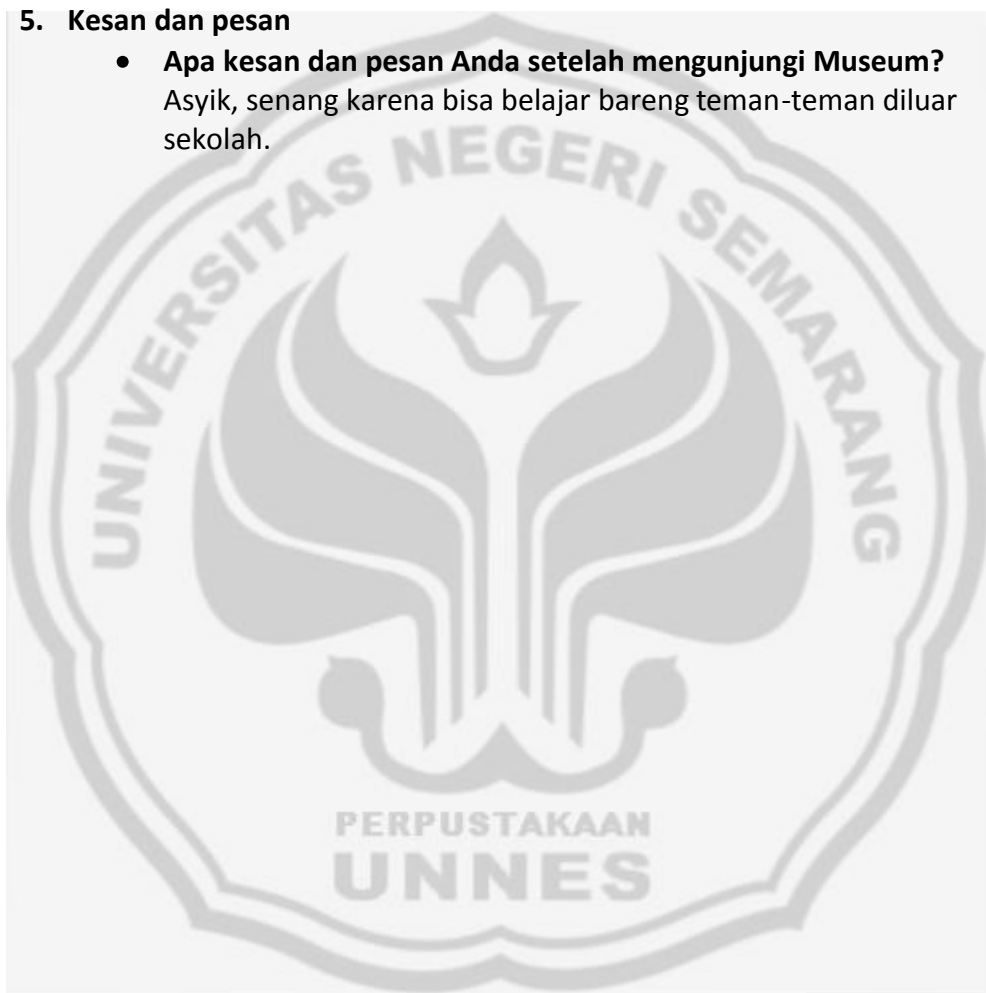 5. Kesan dan pesan
• Apa kesan dan pesan Anda setelah mengunjungi Museum?
Asyik, senang karena bisa belajar bareng teman-teman diluar
sekolah.
UNIVERSITAS NEGERI SEMARANG
PERPUSTAKAAN
UNNES